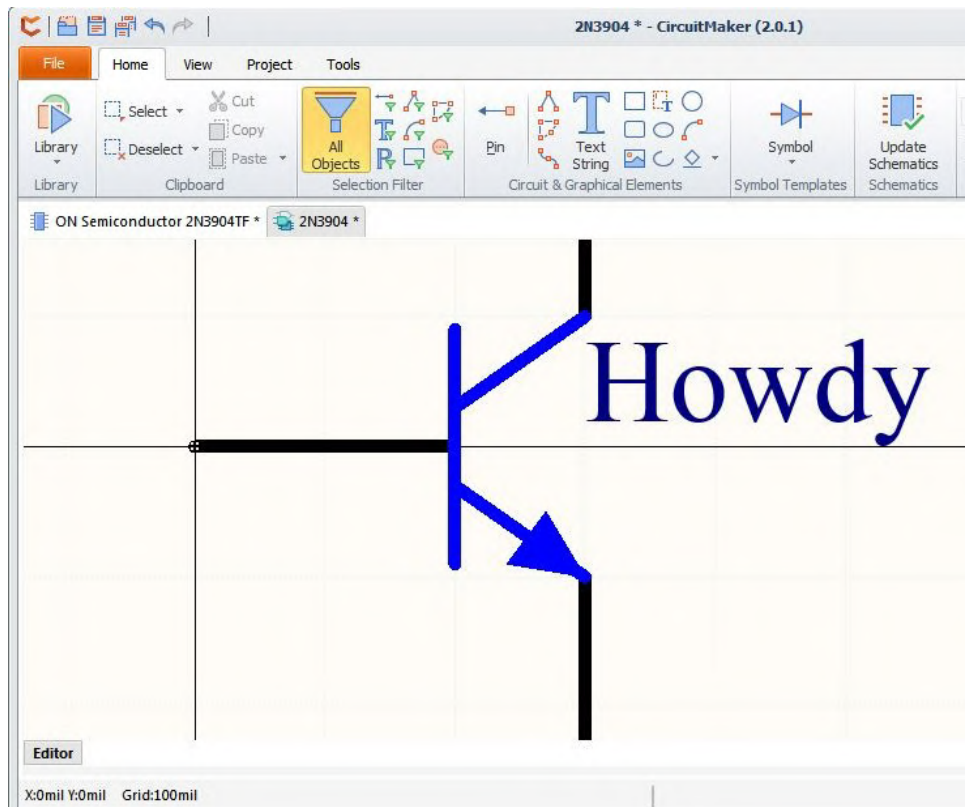 2N3904 * - CircuitMaker (2.0.1)
File Home View Project Tools
Library
Select
Deselect
Cut
Copy
Paste
All Objects
Pin
Text String
Symbol
Update Schematics
Library Clipboard Selection Filter Circuit & Graphical Elements Symbol Templates Schematics
ON Semiconductor 2N3904TF * 2N3904 *
Howdy
Editor
X:0mil Y:0mil Grid:100mil